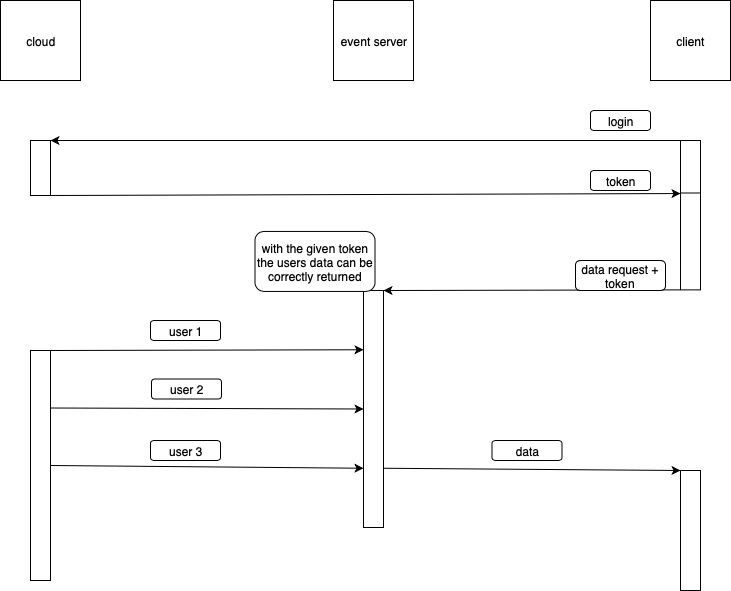 cloud
event server
client
login
token
with the given token
the users data can be
correctly returned
data request +
token
user 1
user 2
user 3
data